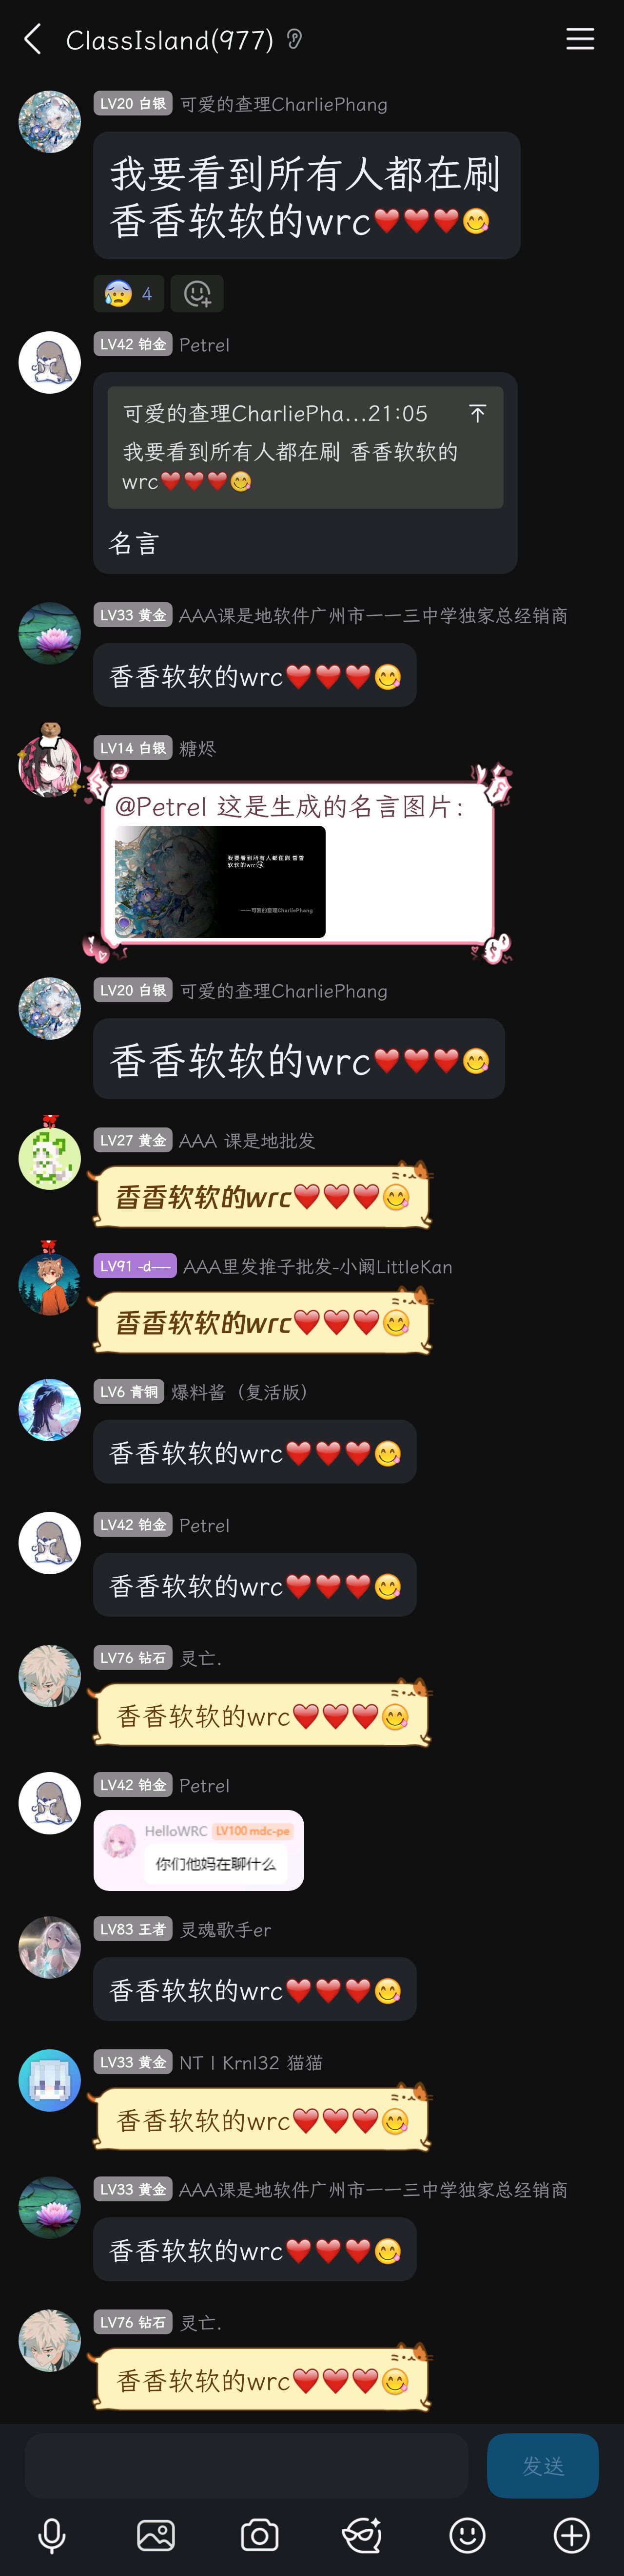 ClassIsland(977)
LV20 白银 可爱的查理CharliePhang
我要看到所有人都在刷
香香软软的wrc❤️❤️❤️😋
😰 4
LV42 铂金 Petrel
可爱的查理CharliePha...21:05
我要看到所有人都在刷 香香软软的
wrc❤️❤️❤️😋
名言
LV33 黄金 AAA课是地软件广州市一一三中学独家总经销商
香香软软的wrc❤️❤️❤️😋
LV14 白银 糖烬
@Petrel 这是生成的名言图片：
我要看到所有人都在刷 香香
软软的wrc😋
——可爱的查理CharliePhang
LV20 白银 可爱的查理CharliePhang
香香软软的wrc❤️❤️❤️😋
LV27 黄金 AAA 课是地批发
香香软软的wrc❤️❤️❤️😋
LV91 -d—— AAA里发推子批发-小阚LittleKan
香香软软的wrc❤️❤️❤️😋
LV6 青铜 爆料酱（复活版）
香香软软的wrc❤️❤️❤️😋
LV42 铂金 Petrel
香香软软的wrc❤️❤️❤️😋
LV76 钻石 灵亡.
香香软软的wrc❤️❤️❤️😋
LV42 铂金 Petrel
HelloWRC LV100 mdc-pe
你们他妈在聊什么
LV83 王者 灵魂歌手er
香香软软的wrc❤️❤️❤️😋
LV33 黄金 NT | Krnl32 猫猫
香香软软的wrc❤️❤️❤️😋
LV33 黄金 AAA课是地软件广州市一一三中学独家总经销商
香香软软的wrc❤️❤️❤️😋
LV76 钻石 灵亡.
香香软软的wrc❤️❤️❤️😋
发送